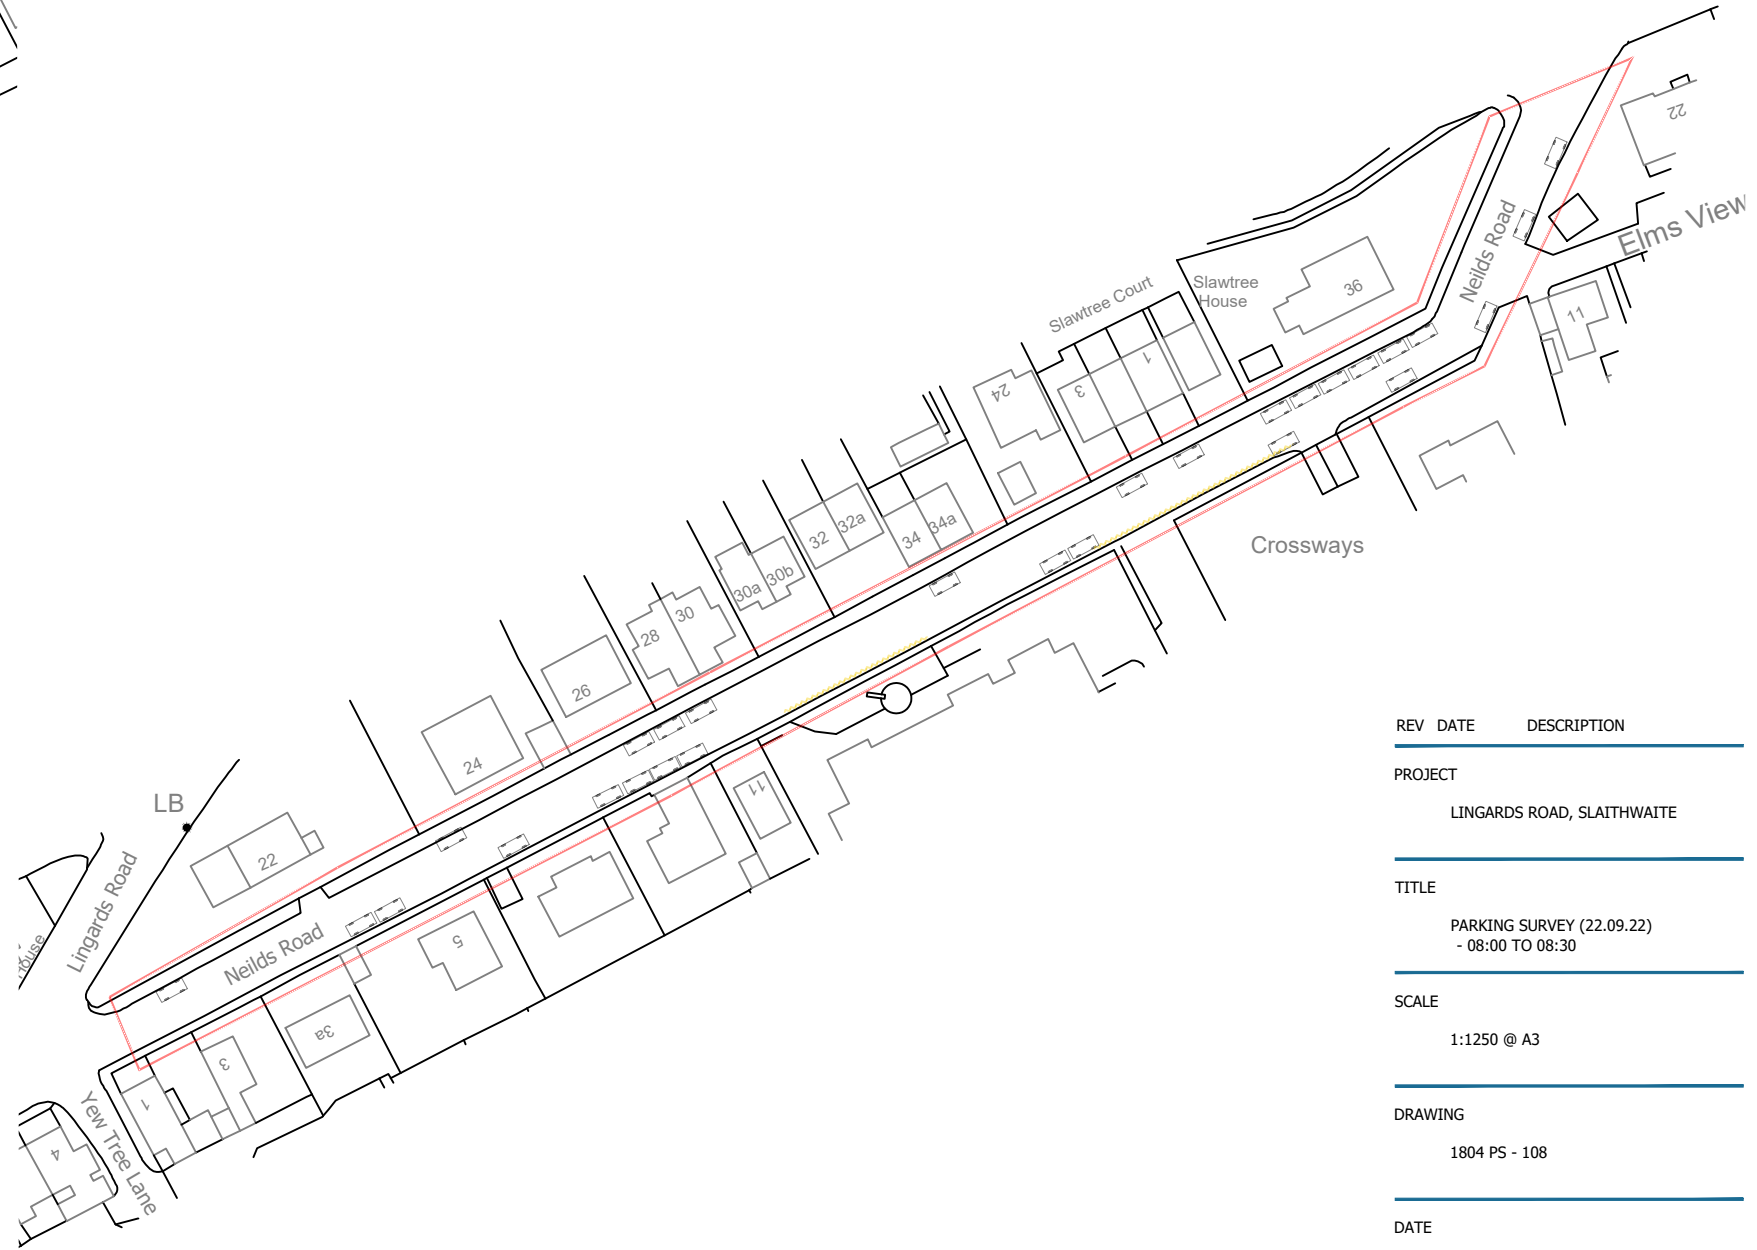 22
Elms View
Neilds Road
Slawtree
House
Slawtree Court
36
11
24
3
1
32
32a
34
34a
30a
30b
28
30
26
24
Crossways
LB
22
Lingards Road
House
Neilds Road
11
5
3a
3
1
4
Yew Tree Lane
REV DATE DESCRIPTION
PROJECT
LINGARDS ROAD, SLAITHWAITE
TITLE
PARKING SURVEY (22.09.22)
- 08:00 TO 08:30
SCALE
1:1250 @ A3
DRAWING
1804 PS - 108
DATE